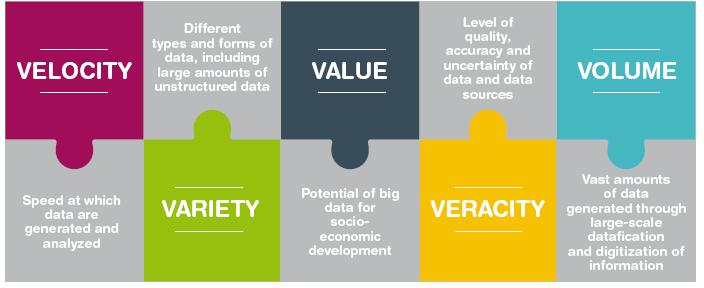 VELOCITY
Speed at which
data are
generated and
analyzed
Different
types and forms of
data, including
large amounts of
unstructured data
VARIETY
VALUE
Potential of big
data for
socio-
economic
development
Level of
quality,
accuracy and
uncertainty of
data and data
sources
VERACITY
VOLUME
Vast amounts
of data
generated through
large-scale
datafication
and digitization of
information